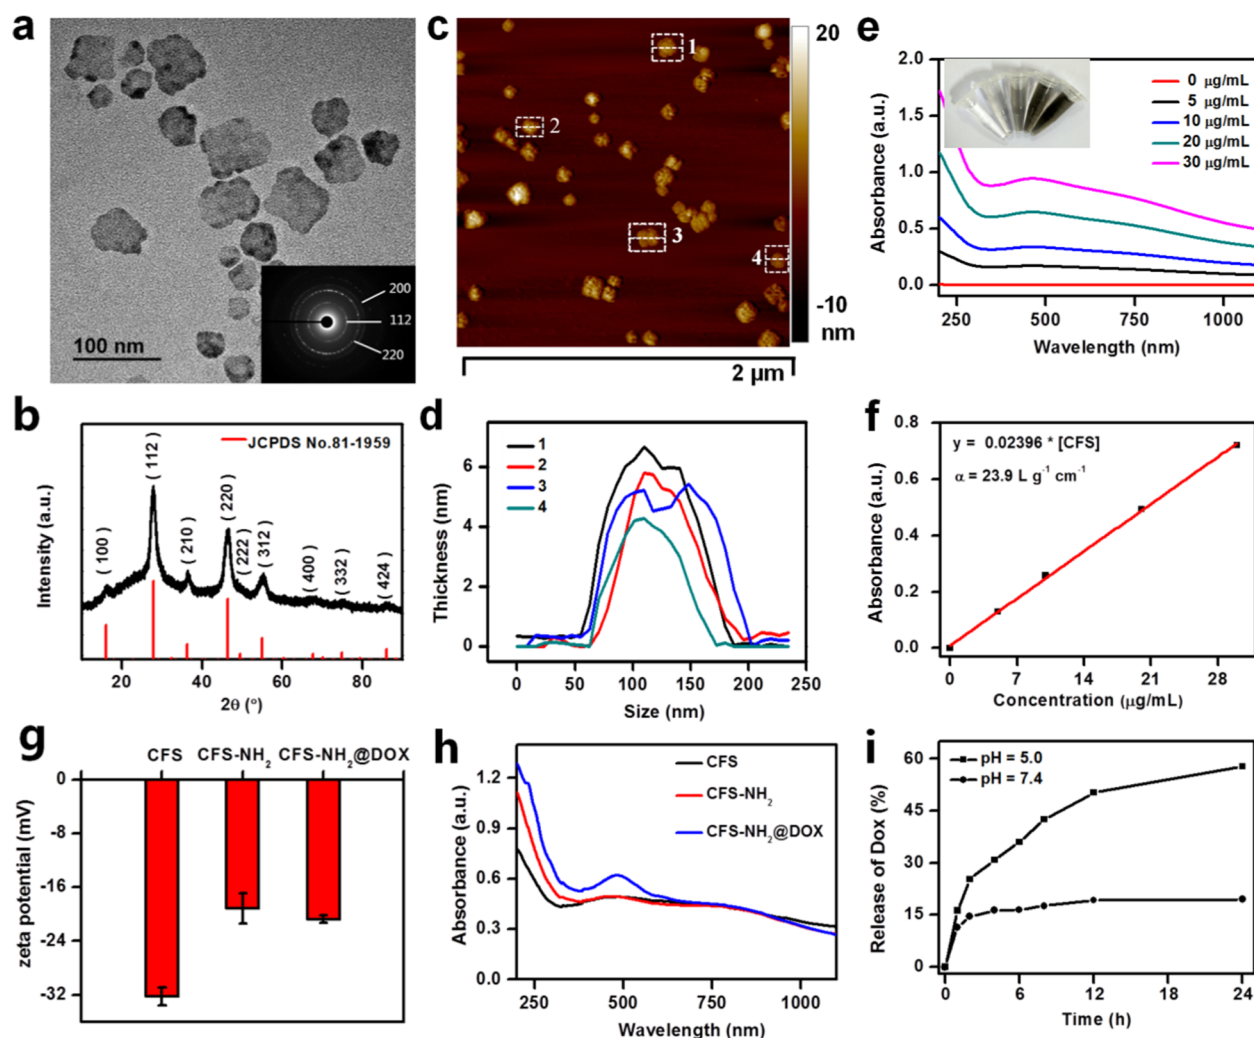 a
200
112
220
100 nm
b
JCPDS No.81-1959
( 100 )
( 112 )
( 210 )
( 220 )
( 222 )
( 312 )
( 400 )
( 332 )
( 424 )
Intensity (a.u.)
20 40 60 80
2θ (°)
c
1
2
3
4
20
-10
nm
2 μm
d
1
2
3
4
Thickness (nm)
6
4
2
0
0 50 100 150 200 250
Size (nm)
e
0 μg/mL
5 μg/mL
10 μg/mL
20 μg/mL
30 μg/mL
Absorbance (a.u.)
2.0
1.5
1.0
0.5
0.0
250 500 750 1000
Wavelength (nm)
f
y = 0.02396 * [CFS]
α = 23.9 L g⁻¹ cm⁻¹
Absorbance (a.u.)
0.8
0.4
0.0
0 7 14 21 28
Concentration (μg/mL)
g
CFS CFS-NH₂ CFS-NH₂@DOX
zeta potential (mV)
0
-8
-16
-24
-32
h
CFS
CFS-NH₂
CFS-NH₂@DOX
Absorbance (a.u.)
1.2
0.9
0.6
0.3
0.0
250 500 750 1000
Wavelength (nm)
i
pH = 5.0
pH = 7.4
Release of Dox (%)
60
45
30
15
0
0 6 12 18 24
Time (h)